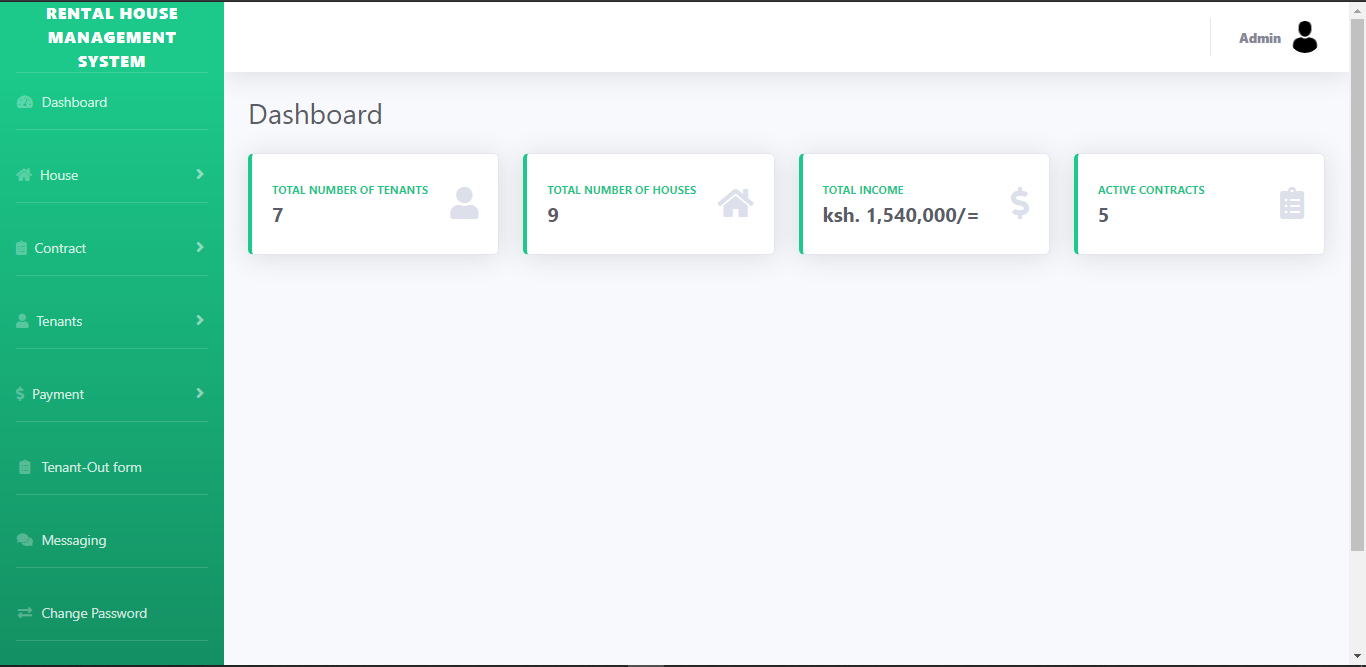 RENTAL HOUSE
MANAGEMENT
SYSTEM
Dashboard
House
Contract
Tenants
Payment
Tenant-Out form
Messaging
Change Password
Admin
Dashboard
TOTAL NUMBER OF TENANTS
7
TOTAL NUMBER OF HOUSES
9
TOTAL INCOME
ksh. 1,540,000/=
ACTIVE CONTRACTS
5